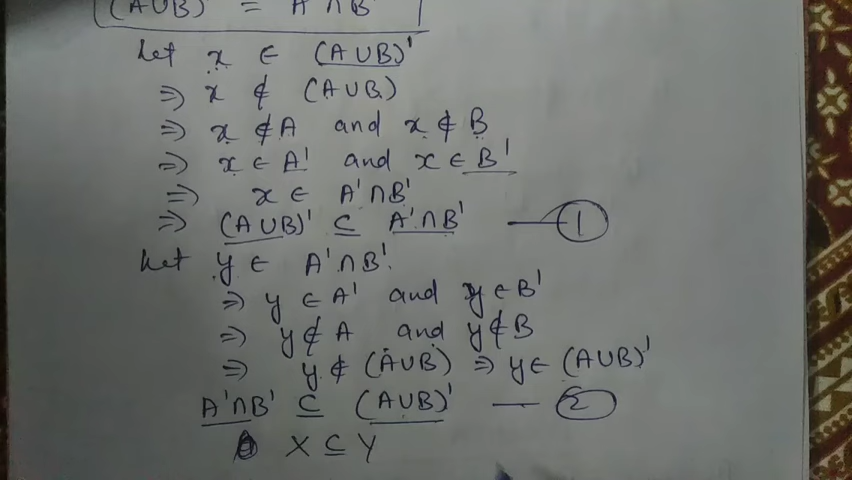 (A∪B)' = A'∩B'
Let x ∈ (A∪B)'
⇒ x ∉ (A∪B)
⇒ x ∉ A and x ∉ B
⇒ x ∈ A' and x ∈ B'
⇒ x ∈ A'∩B'
⇒ (A∪B)' ⊆ A'∩B' — 1
Let y ∈ A'∩B'.
⇒ y ∈ A' and y ∈ B'
⇒ y ∉ A and y ∉ B
⇒ y ∉ (A∪B) ⇒ y ∈ (A∪B)'
A'∩B' ⊆ (A∪B)' — 2
X ⊆ Y